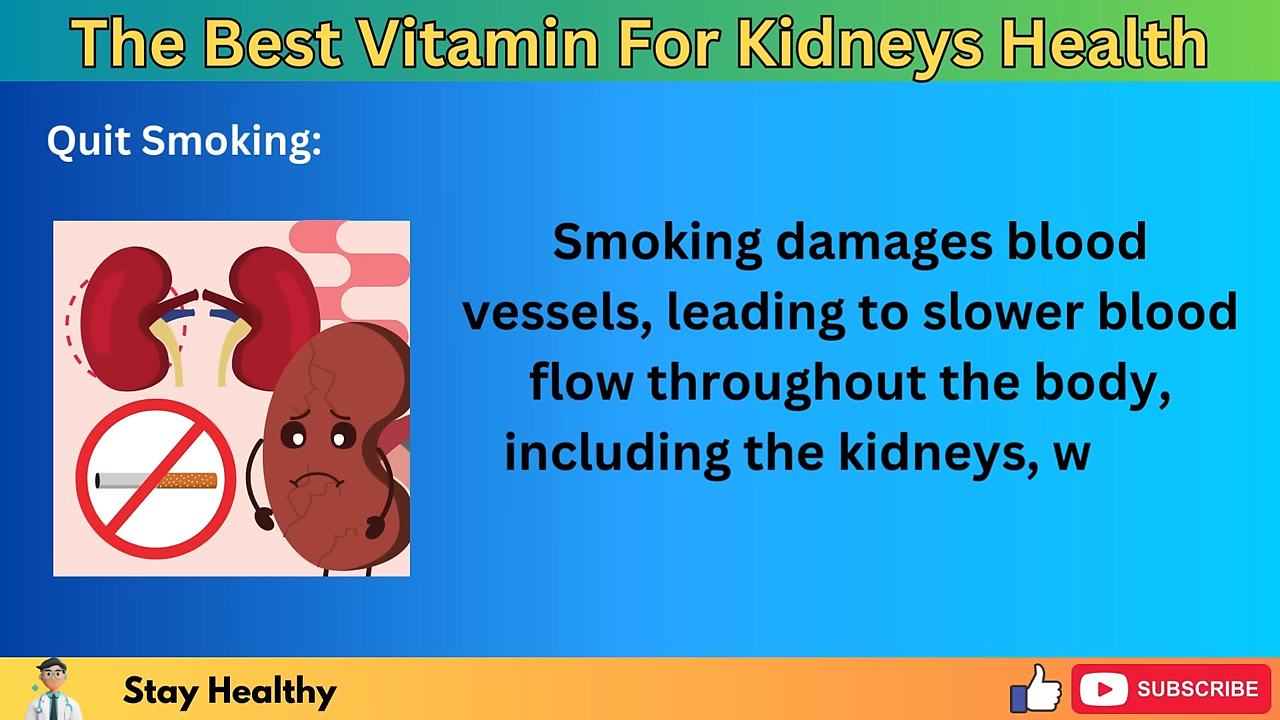 The Best Vitamin For Kidneys Health
Quit Smoking:
Smoking damages blood
vessels, leading to slower blood
flow throughout the body,
including the kidneys, w
Stay Healthy
SUBSCRIBE